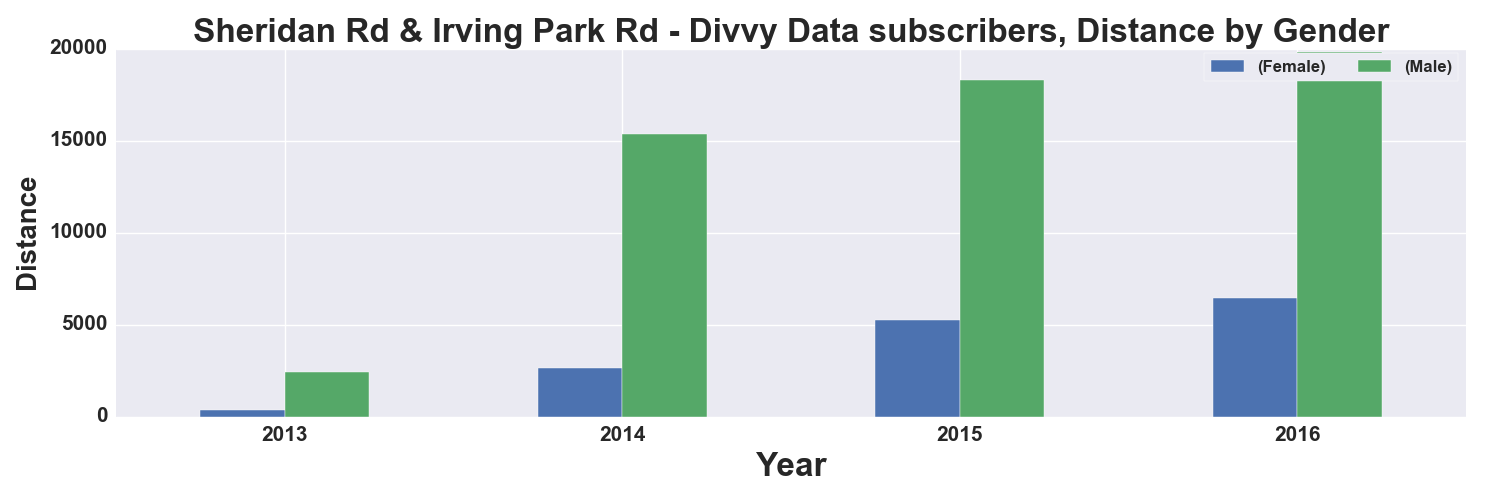 Sheridan Rd & Irving Park Rd - Divvy Data subscribers, Distance by Gender
(Female) (Male)
20000
15000
10000
5000
0
Distance
2013 2014 2015 2016
Year